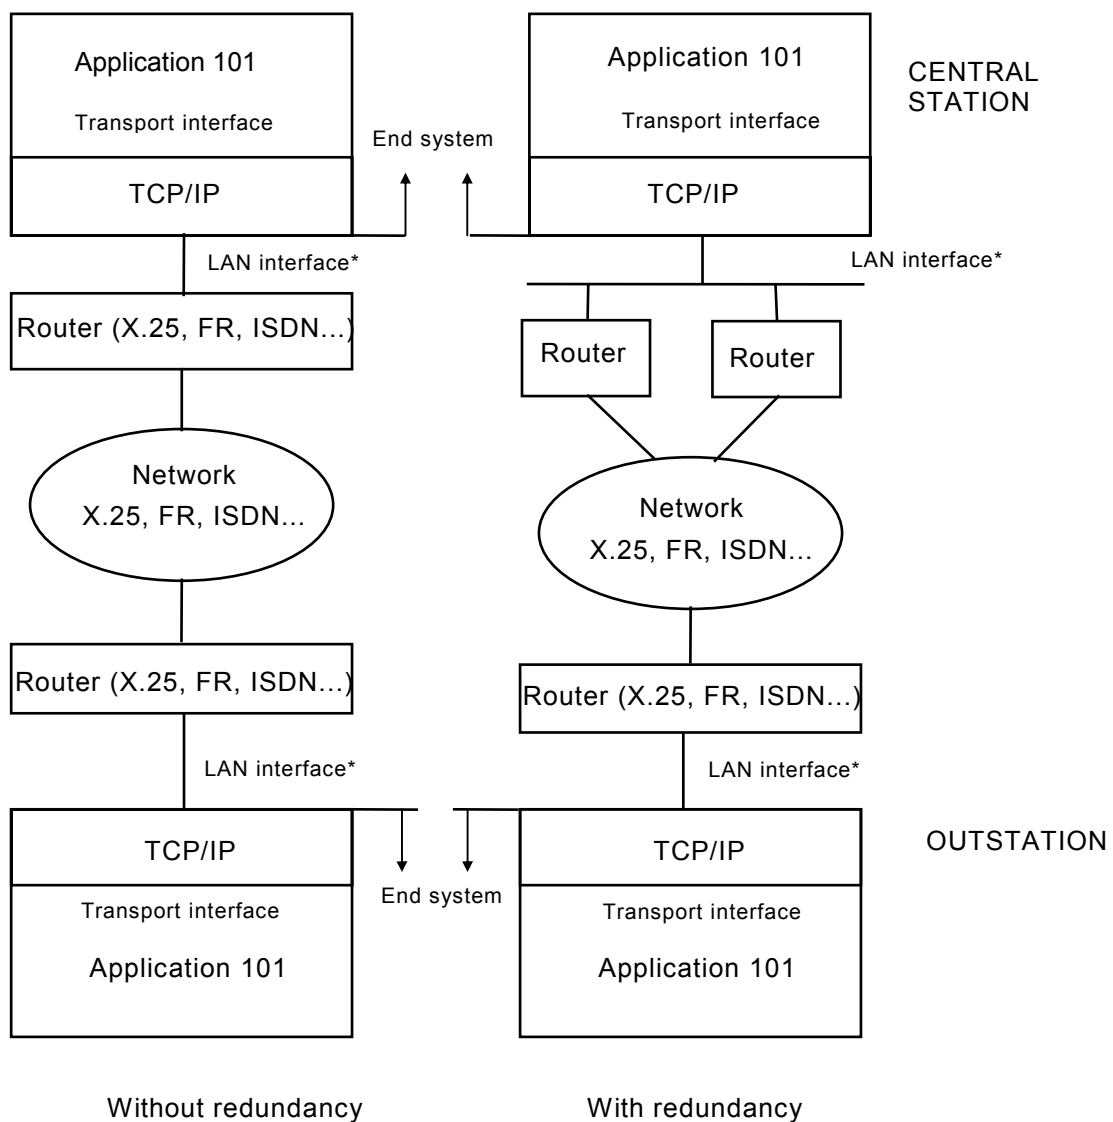 Application 101
Transport interface
TCP/IP
LAN interface*
Router (X.25, FR, ISDN...)
Network
X.25, FR, ISDN...
Router (X.25, FR, ISDN...)
LAN interface*
TCP/IP
Transport interface
Application 101
Without redundancy
End system
End system
Application 101
Transport interface
TCP/IP
LAN interface*
Router
Router
Network
X.25, FR, ISDN...
Router (X.25, FR, ISDN...)
LAN interface*
TCP/IP
Transport interface
Application 101
With redundancy
CENTRAL
STATION
OUTSTATION